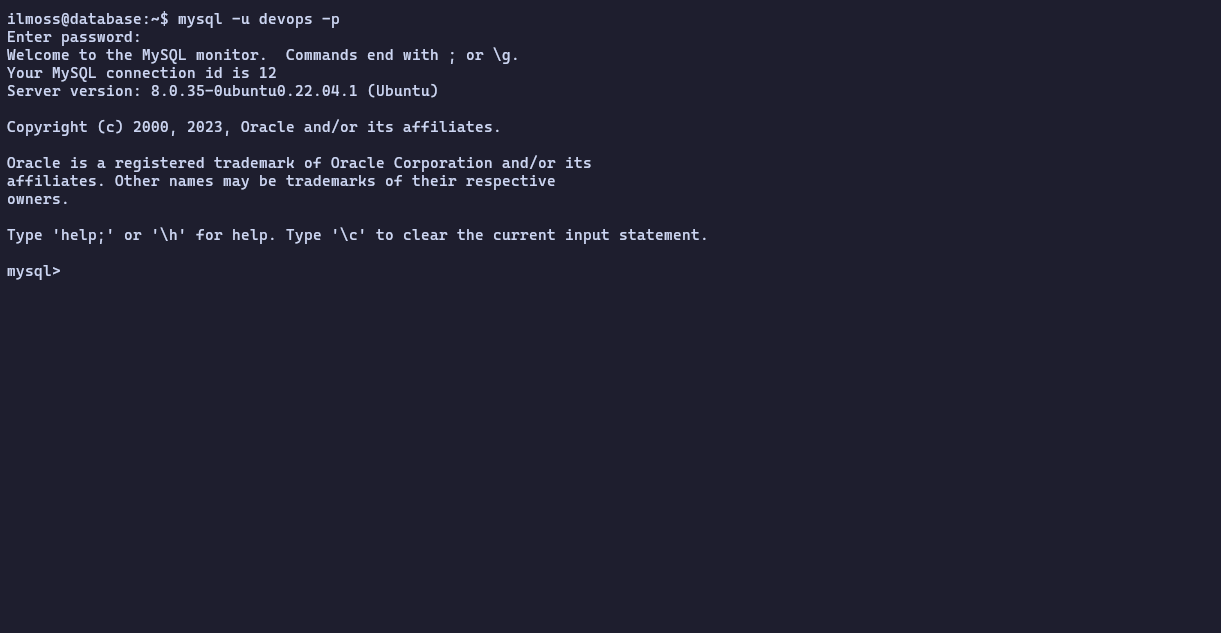 ilmoss@database:~$ mysql -u devops -p
Enter password:
Welcome to the MySQL monitor.  Commands end with ; or \g.
Your MySQL connection id is 12
Server version: 8.0.35-0ubuntu0.22.04.1 (Ubuntu)
Copyright (c) 2000, 2023, Oracle and/or its affiliates.
Oracle is a registered trademark of Oracle Corporation and/or its
affiliates. Other names may be trademarks of their respective
owners.
Type 'help;' or '\h' for help. Type '\c' to clear the current input statement.
mysql>